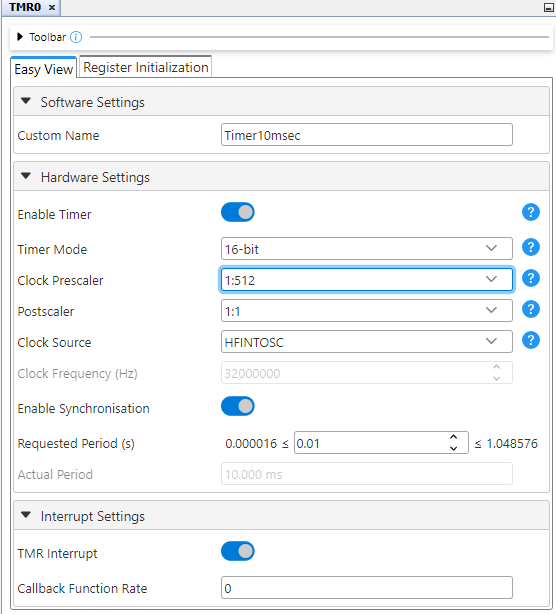 TMR0 ×
Toolbar
Easy View Register Initialization
Software Settings
Custom Name Timer10msec
Hardware Settings
Enable Timer ?
Timer Mode 16-bit ?
Clock Prescaler 1:512 ?
Postscaler 1:1 ?
Clock Source HFINTOSC ?
Clock Frequency (Hz) 32000000
Enable Synchronisation
Requested Period (s) 0.000016 ≤ 0.01 ≤ 1.048576
Actual Period 10.000 ms
Interrupt Settings
TMR Interrupt
Callback Function Rate 0